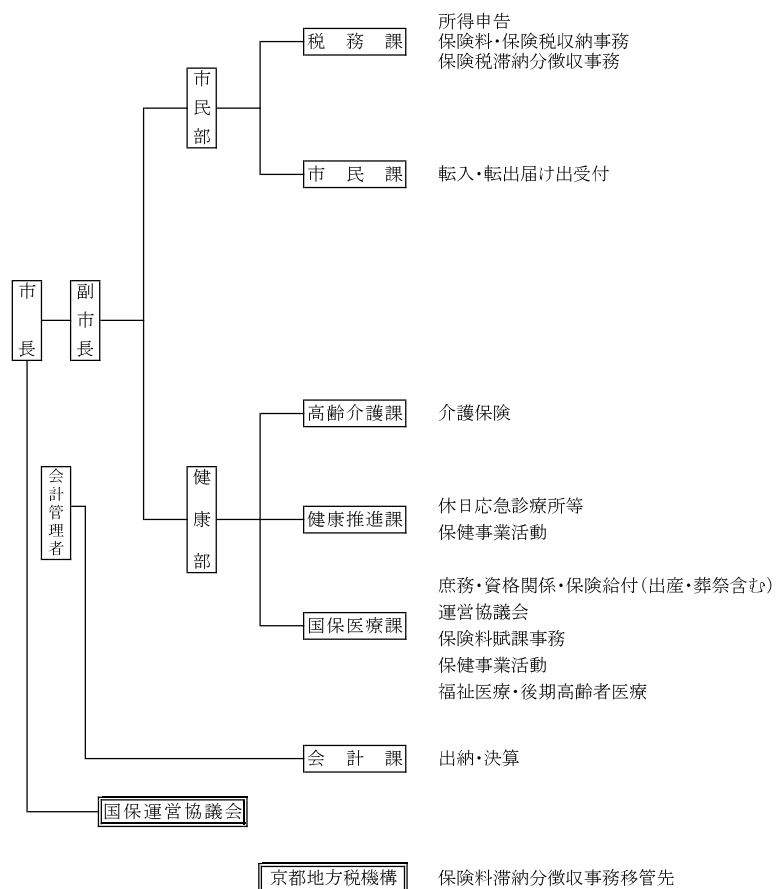 所得申告
税務課 保険料・保険税収納事務
保険税滞納分徴収事務
市民部
市民課 転入・転出届け出受付
市長
副市長
高齢介護課 介護保険
会計管理者
健康部
休日応急診療所等
健康推進課
保健事業活動
庶務・資格関係・保険給付(出産・葬祭含む)
運営協議会
国保医療課 保険料賦課事務
保健事業活動
福祉医療・後期高齢者医療
会計課 出納・決算
国保運営協議会
京都地方税機構 保険料滞納分徴収事務移管先